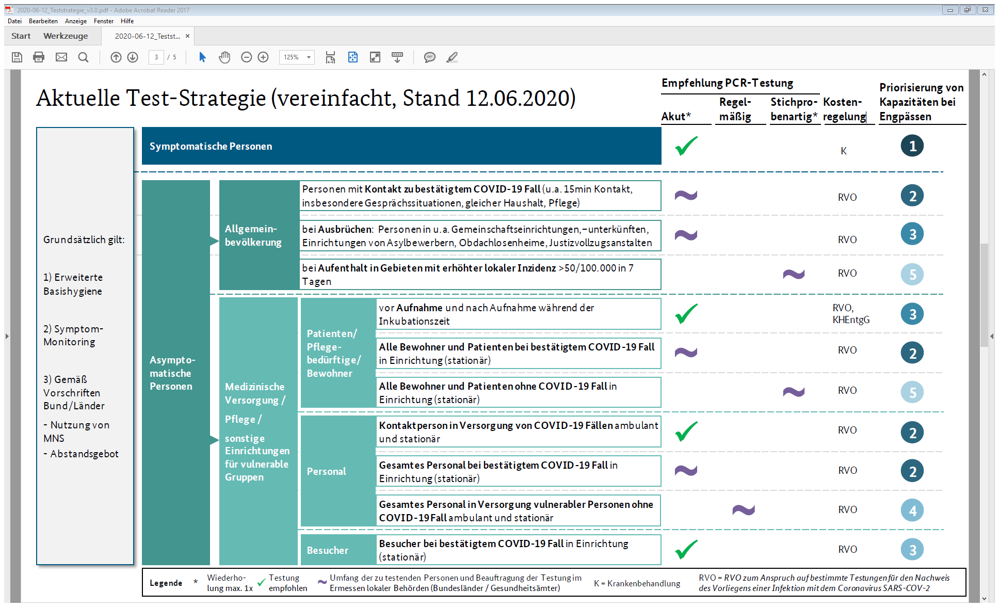 2020-06-12_Teststrategie_v3.0.pdf - Adobe Acrobat Reader 2017
Datei Bearbeiten Anzeige Fenster Hilfe
Start Werkzeuge 2020-06-12_Testst... ×
3 / 5 125%
Aktuelle Test-Strategie (vereinfacht, Stand 12.06.2020)
Empfehlung PCR-Testung
Akut*
Regel-
mäßig
Stichpro-
benartig*
Kosten-
regelung
Priorisierung von
Kapazitäten bei
Engpässen
Grundsätzlich gilt:
1) Erweiterte
Basishygiene
2) Symptom-
Monitoring
3) Gemäß
Vorschriften
Bund/Länder
- Nutzung von
MNS
- Abstandsgebot
Symptomatische Personen
✓ K 1
Asympto-
matische
Personen
Allgemein-
bevölkerung
Personen mit Kontakt zu bestätigtem COVID-19 Fall (u.a. 15min Kontakt,
insbesondere Gesprächssituationen, gleicher Haushalt, Pflege)
~ RVO 2
bei Ausbrüchen: Personen in u.a. Gemeinschaftseinrichtungen,–unterkünften,
Einrichtungen von Asylbewerbern, Obdachlosenheime, Justizvollzugsanstalten
~ RVO 3
bei Aufenthalt in Gebieten mit erhöhter lokaler Inzidenz >50/100.000 in 7
Tagen
~ RVO 5
Medizinische
Versorgung /
Pflege /
sonstige
Einrichtungen
für vulnerable
Gruppen
Patienten/
Pflege-
bedürftige/
Bewohner
vor Aufnahme und nach Aufnahme während der
Inkubationszeit
✓ RVO,
KHEntgG
3
Alle Bewohner und Patienten bei bestätigtem COVID-19 Fall
in Einrichtung (stationär)
~ RVO 2
Alle Bewohner und Patienten ohne COVID-19 Fall in
Einrichtung (stationär)
~ RVO 5
Personal
Kontaktperson in Versorgung von COVID-19 Fällen ambulant
und stationär
✓ RVO 2
Gesamtes Personal bei bestätigtem COVID-19 Fall in
Einrichtung (stationär)
~ RVO 2
Gesamtes Personal in Versorgung vulnerabler Personen ohne
COVID-19 Fall ambulant und stationär
~ RVO 4
Besucher
Besucher bei bestätigtem COVID-19 Fall in Einrichtung
(stationär)
✓ RVO 3
Legende
* Wiederho-
lung max. 1x
✓ Testung
empfohlen
~ Umfang der zu testenden Personen und Beauftragung der Testung im
Ermessen lokaler Behörden (Bundesländer / Gesundheitsämter)
K = Krankenbehandlung
RVO = RVO zum Anspruch auf bestimmte Testungen für den Nachweis
des Vorliegens einer Infektion mit dem Coronavirus SARS-COV-2